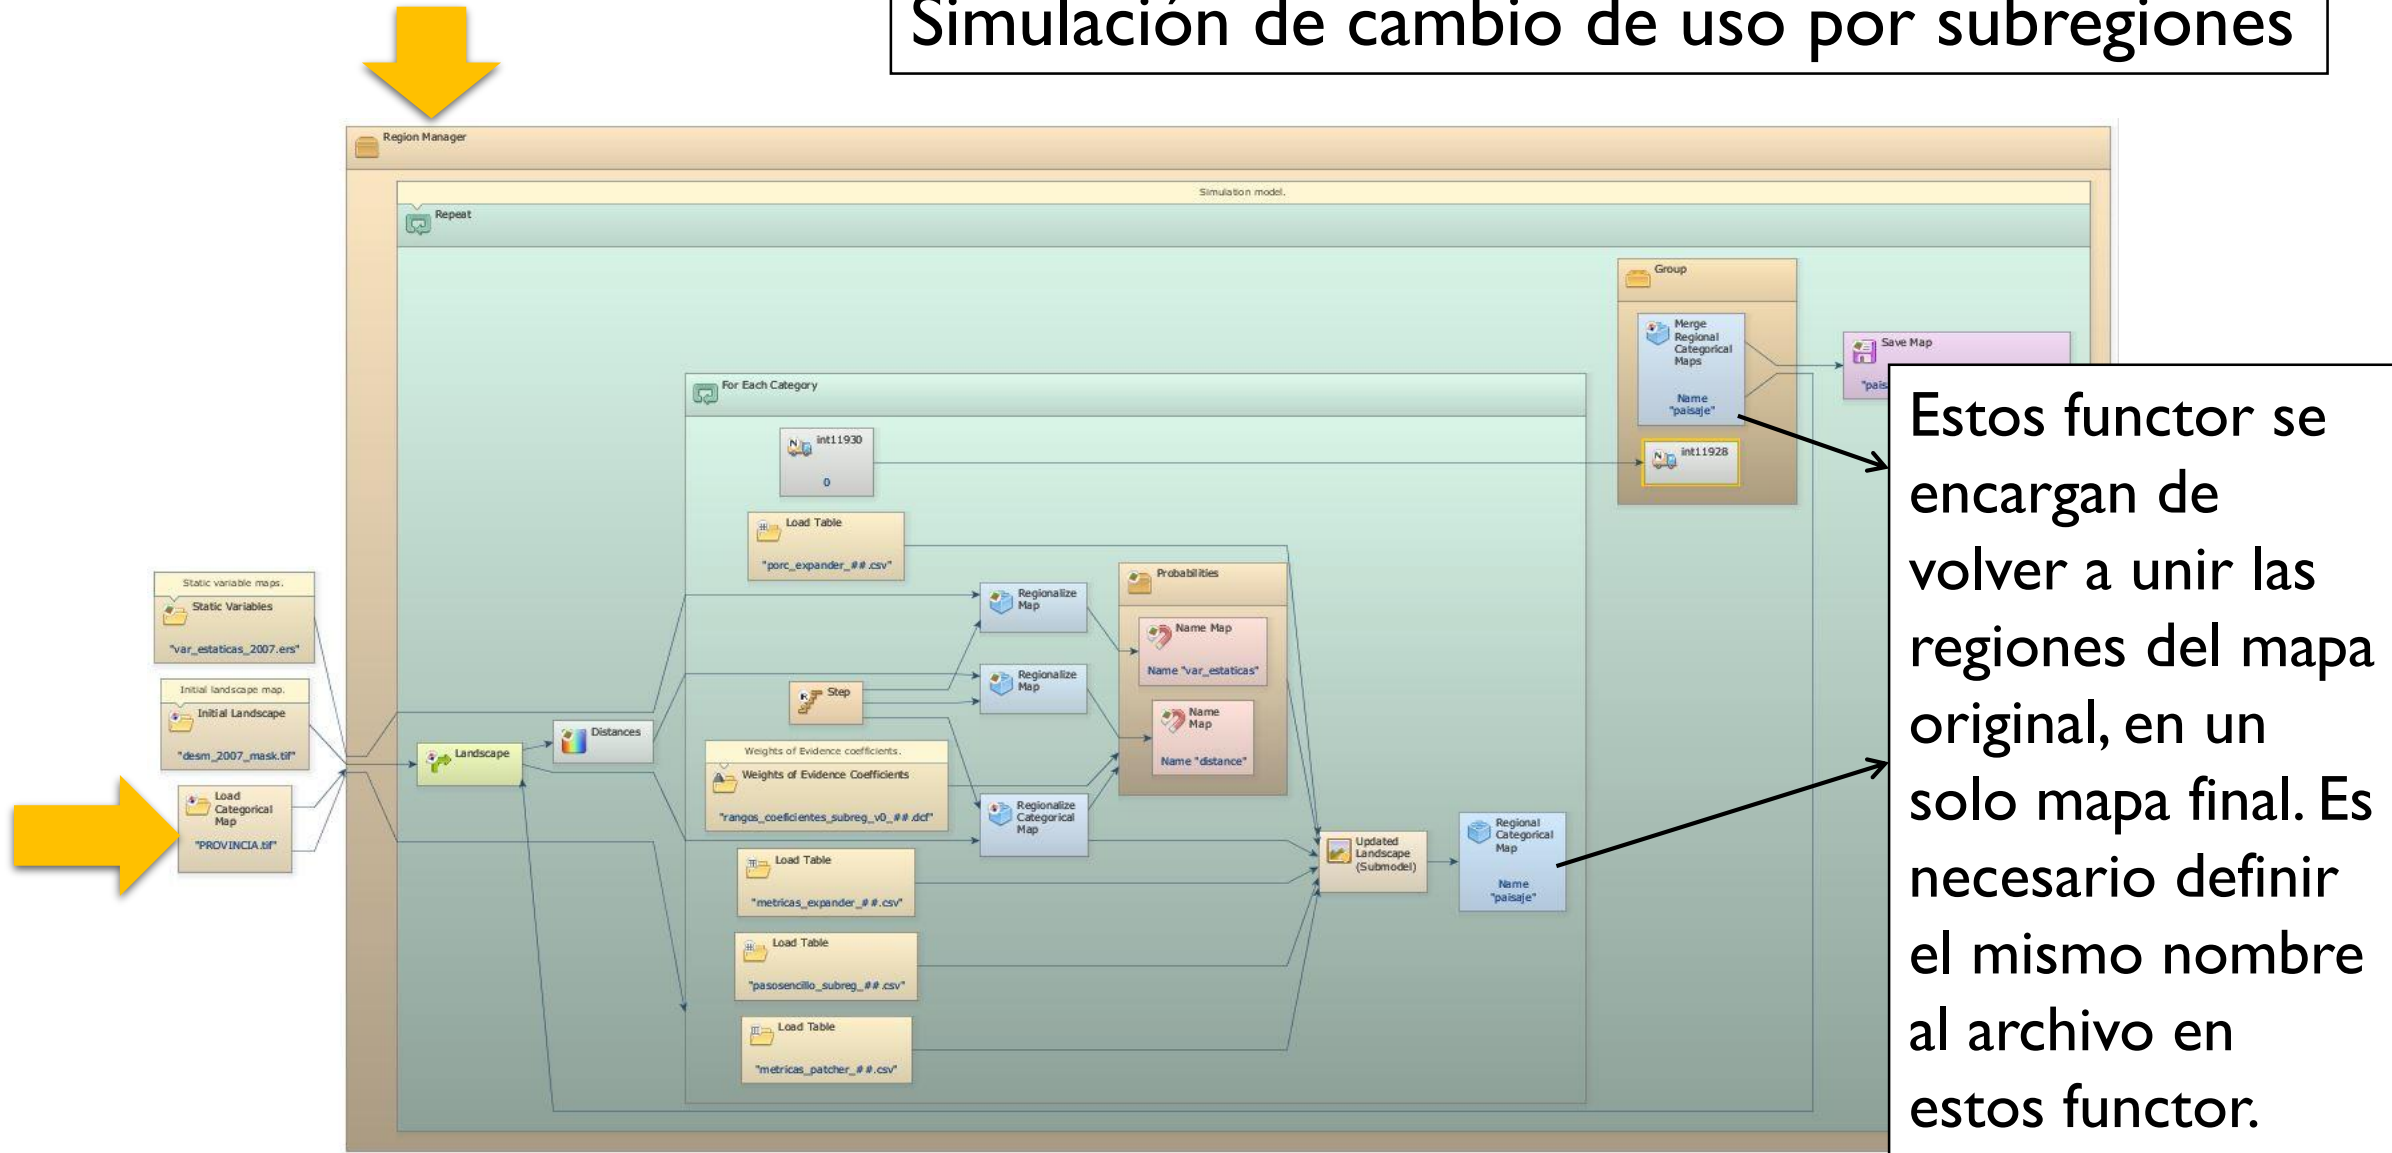 Simulación de cambio de uso por subregiones
Region Manager
Simulation model.
Repeat
Group
Merge
Regional
Categorical
Maps
Name
"paisaje"
int11928
Save Map
For Each Category
int11930
0
Load Table
"porc_expander_##.csv"
Static variable maps.
Static Variables
"var_estaticas_2007.ers"
Initial landscape map.
Initial Landscape
"desm_2007_mask.tif"
Load
Categorical
Map
"PROVINCIA.tif"
Landscape
Distances
Step
Regionalize
Map
Regionalize
Map
Probabilities
Name Map
Name "var_estaticas"
Name
Map
Name "distance"
Weights of Evidence coefficients.
Weights of Evidence Coefficients
"rangos_coeficientes_subreg_v0_##.dcf"
Regionalize
Categorical
Map
Load Table
"metricas_expander_##.csv"
Load Table
"pasosencillo_subreg_##.csv"
Load Table
"metricas_patcher_##.csv"
Updated
Landscape
(Submodel)
Regional
Categorical
Map
Name
"paisaje"
Estos functor se
encargan de
volver a unir las
regiones del mapa
original, en un
solo mapa final. Es
necesario definir
el mismo nombre
al archivo en
estos functor.